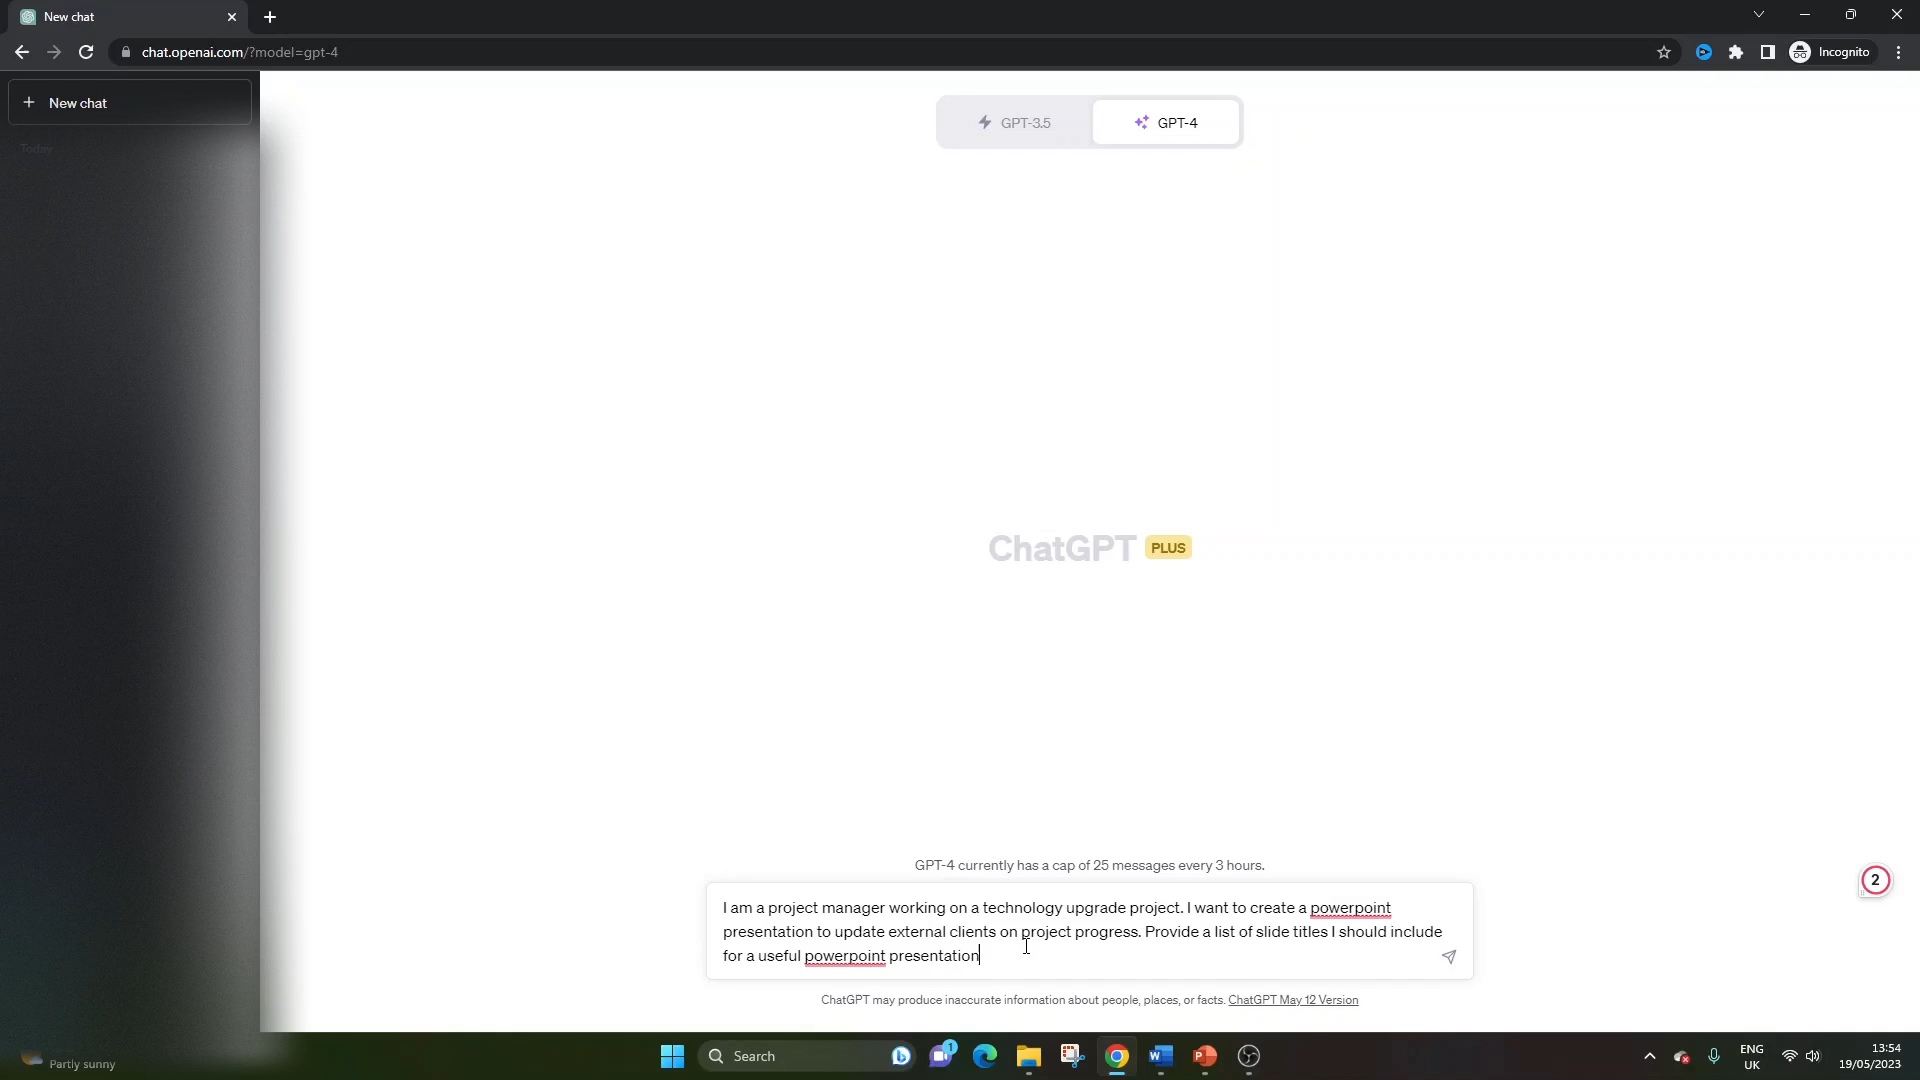 New chat
chat.openai.com/?model=gpt-4
Incognito
New chat
Today
GPT-3.5
GPT-4
ChatGPT PLUS
GPT-4 currently has a cap of 25 messages every 3 hours.
I am a project manager working on a technology upgrade project. I want to create a powerpoint
presentation to update external clients on project progress. Provide a list of slide titles I should include
for a useful powerpoint presentation
2
ChatGPT may produce inaccurate information about people, places, or facts. ChatGPT May 12 Version
Partly sunny
Search
1
ENG
UK
13:54
19/05/2023